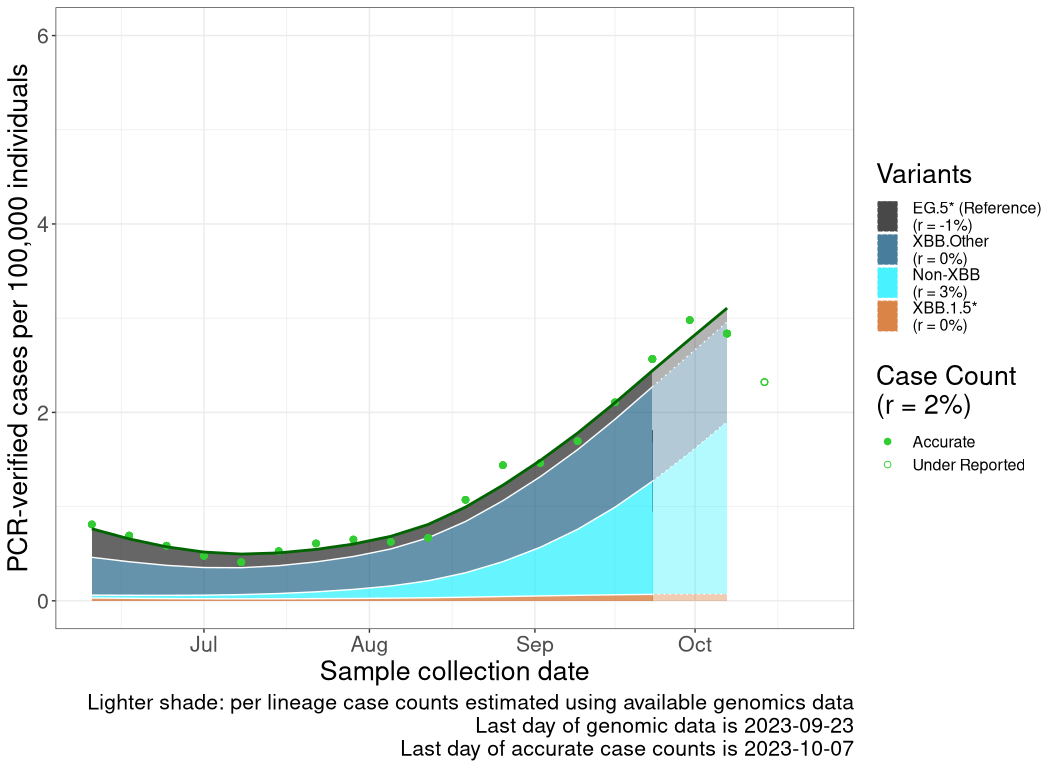 PCR-verified cases per 100,000 individuals
6
4
2
0
Jul Aug Sep Oct
Sample collection date
Lighter shade: per lineage case counts estimated using available genomics data
Last day of genomic data is 2023-09-23
Last day of accurate case counts is 2023-10-07
Variants
EG.5* (Reference)
(r = -1%)
XBB.Other
(r = 0%)
Non-XBB
(r = 3%)
XBB.1.5*
(r = 0%)
Case Count
(r = 2%)
Accurate
Under Reported